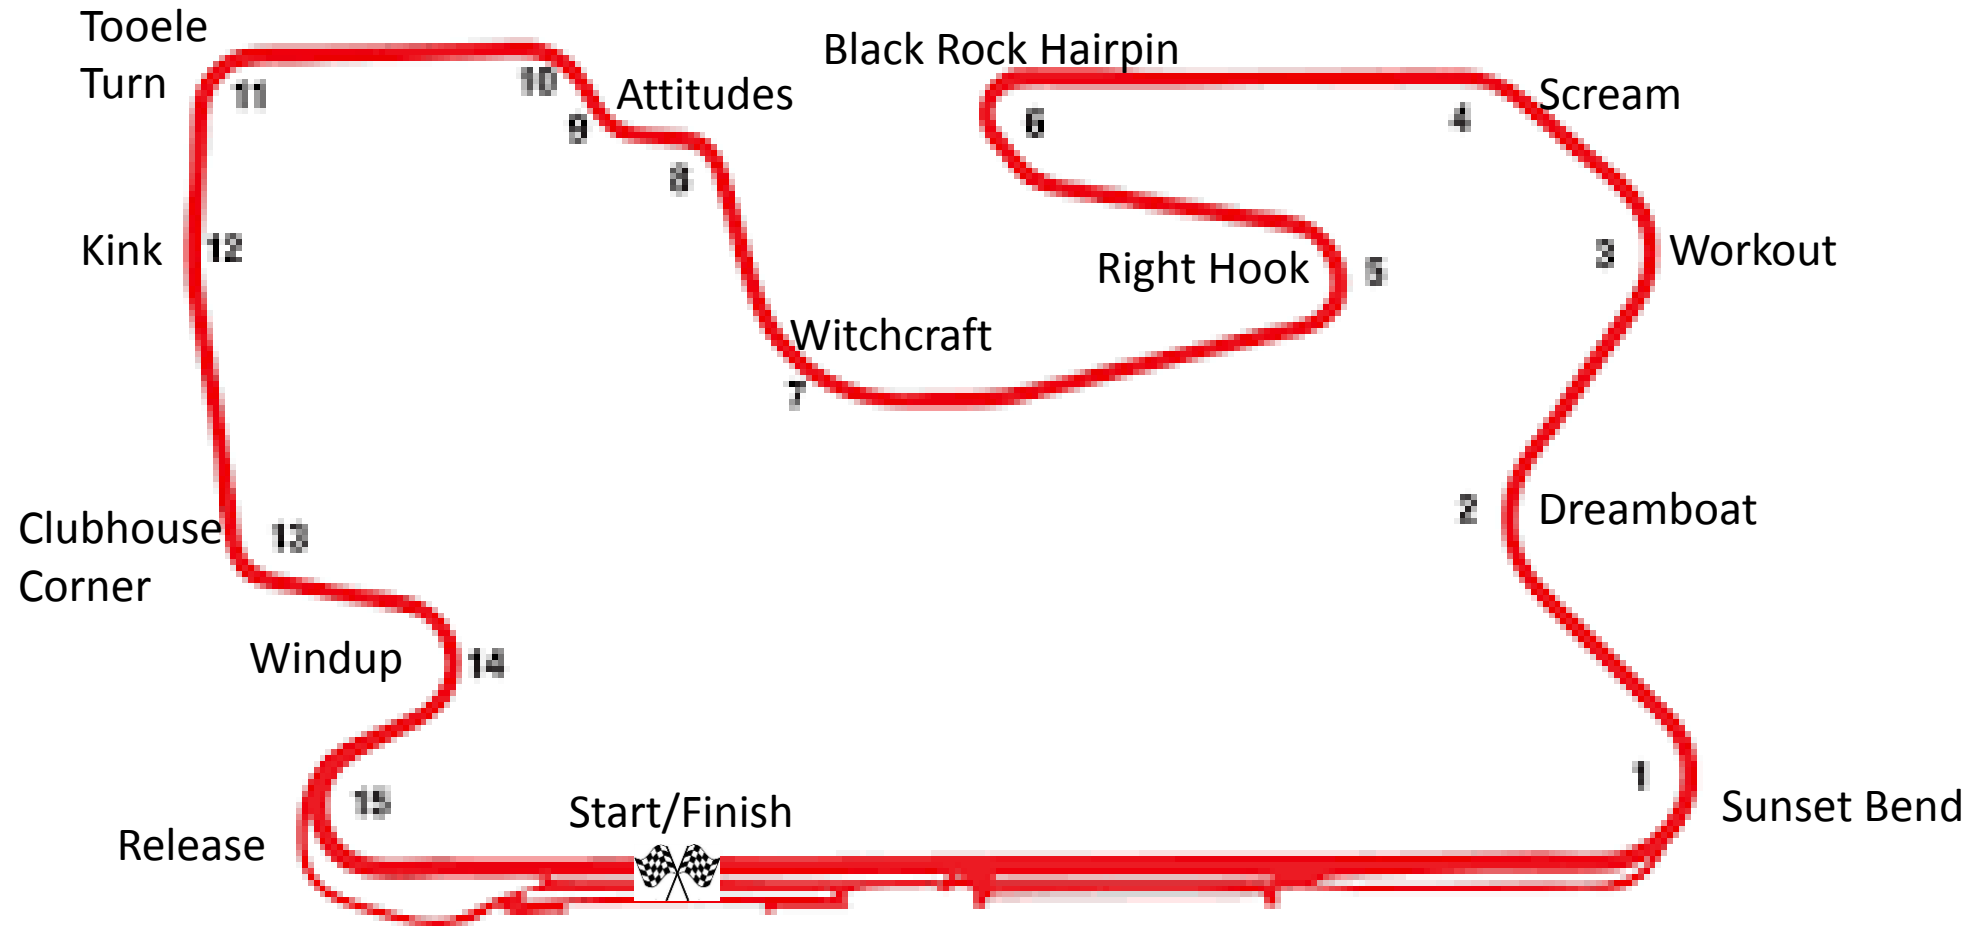 Tooele
Turn
Black Rock Hairpin
11
10
Attitudes
Scream
9
6
4
8
Kink
12
Right Hook
5
3
Workout
Witchcraft
7
Clubhouse
Corner
13
2
Dreamboat
Windup
14
1
15
Start/Finish
Sunset Bend
Release